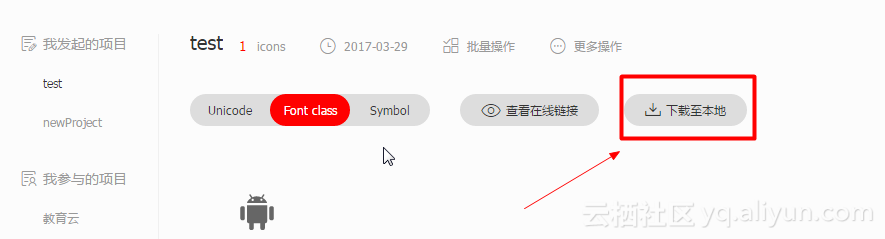 我发起的项目
test
newProject
我参与的项目
教育云
test 1 icons 2017-03-29 批量操作 更多操作
Unicode Font class Symbol 查看在线链接 下载至本地
云栖社区 yq.aliyun.com